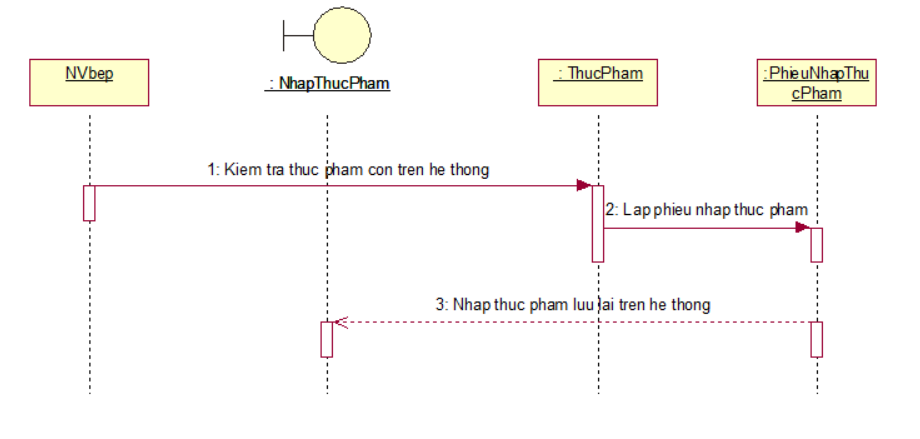 NVbep
: NhapThucPham
: ThucPham
:PhieuNhapThu
cPham
1: Kiem tra thuc pham con tren he thong
2: Lap phieu nhap thuc pham
3: Nhap thuc pham luu lai tren he thong